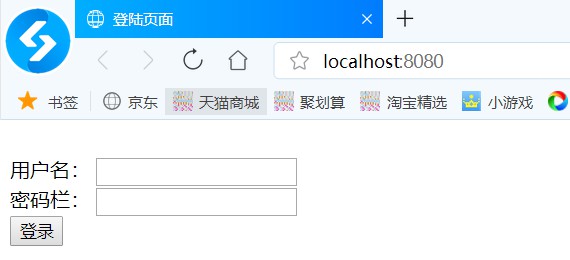 登陆页面
localhost:8080
书签 京东 天猫商城 聚划算 淘宝精选 小游戏
用户名:
密码栏:
登录